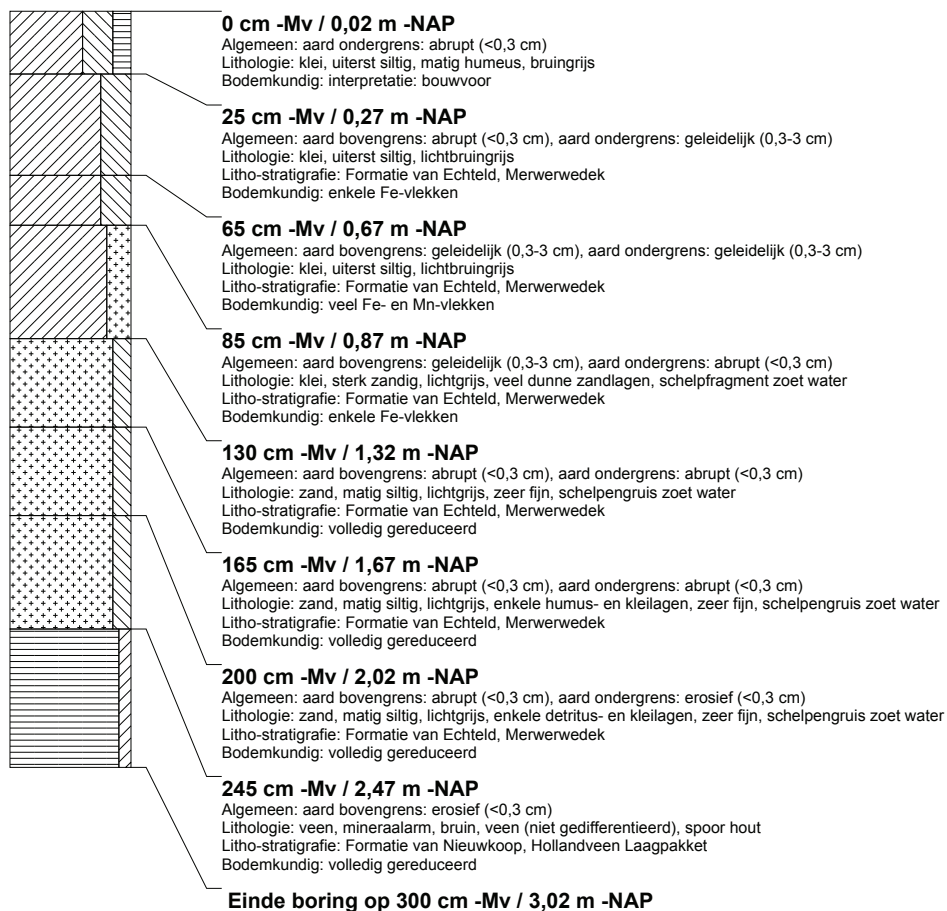 0 cm -Mv / 0,02 m -NAP
Algemeen: aard ondergrens: abrupt (<0,3 cm)
Lithologie: klei, uiterst siltig, matig humeus, bruingrijs
Bodemkundig: interpretatie: bouwvoor
25 cm -Mv / 0,27 m -NAP
Algemeen: aard bovengrens: abrupt (<0,3 cm), aard ondergrens: geleidelijk (0,3-3 cm)
Lithologie: klei, uiterst siltig, lichtbruingrijs
Litho-stratigrafie: Formatie van Echteld, Merwerwedek
Bodemkundig: enkele Fe-vlekken
65 cm -Mv / 0,67 m -NAP
Algemeen: aard bovengrens: geleidelijk (0,3-3 cm), aard ondergrens: geleidelijk (0,3-3 cm)
Lithologie: klei, uiterst siltig, lichtbruingrijs
Litho-stratigrafie: Formatie van Echteld, Merwerwedek
Bodemkundig: veel Fe- en Mn-vlekken
85 cm -Mv / 0,87 m -NAP
Algemeen: aard bovengrens: geleidelijk (0,3-3 cm), aard ondergrens: abrupt (<0,3 cm)
Lithologie: klei, sterk zandig, lichtgrijs, veel dunne zandlagen, schelpfragment zoet water
Litho-stratigrafie: Formatie van Echteld, Merwerwedek
Bodemkundig: enkele Fe-vlekken
130 cm -Mv / 1,32 m -NAP
Algemeen: aard bovengrens: abrupt (<0,3 cm), aard ondergrens: abrupt (<0,3 cm)
Lithologie: zand, matig siltig, lichtgrijs, zeer fijn, schelpengruis zoet water
Litho-stratigrafie: Formatie van Echteld, Merwerwedek
Bodemkundig: volledig gereduceerd
165 cm -Mv / 1,67 m -NAP
Algemeen: aard bovengrens: abrupt (<0,3 cm), aard ondergrens: abrupt (<0,3 cm)
Lithologie: zand, matig siltig, lichtgrijs, enkele humus- en kleilagen, zeer fijn, schelpengruis zoet water
Litho-stratigrafie: Formatie van Echteld, Merwerwedek
Bodemkundig: volledig gereduceerd
200 cm -Mv / 2,02 m -NAP
Algemeen: aard bovengrens: abrupt (<0,3 cm), aard ondergrens: erosief (<0,3 cm)
Lithologie: zand, matig siltig, lichtgrijs, enkele detritus- en kleilagen, zeer fijn, schelpengruis zoet water
Litho-stratigrafie: Formatie van Echteld, Merwerwedek
Bodemkundig: volledig gereduceerd
245 cm -Mv / 2,47 m -NAP
Algemeen: aard bovengrens: erosief (<0,3 cm)
Lithologie: veen, mineraalarm, bruin, veen (niet gedifferentieerd), spoor hout
Litho-stratigrafie: Formatie van Nieuwkoop, Hollandveen Laagpakket
Bodemkundig: volledig gereduceerd
Einde boring op 300 cm -Mv / 3,02 m -NAP